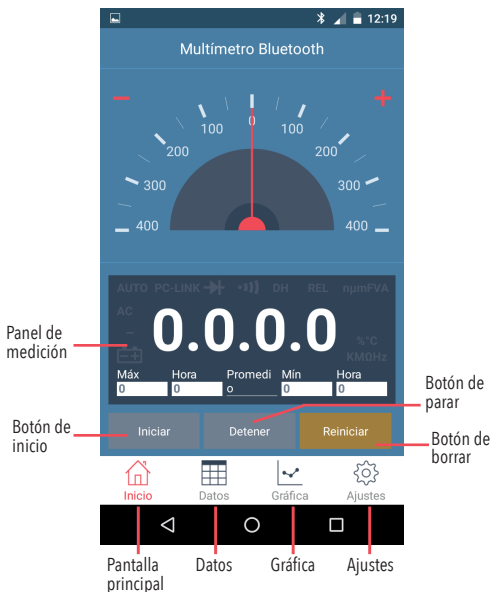 12:19
Multímetro Bluetooth
0
100 100
200 200
300 300
400 400
AUTO PC-LINK DH REL nµmFVA
AC
0.0.0.0
%°C
KMΩHz
Panel de
medición
Máx Hora Promedi Mín Hora
0 0 o 0 0
Botón de
parar
Botón de
inicio
Iniciar Detener Reiniciar
Botón de
borrar
Inicio Datos Gráfica Ajustes
Pantalla
principal
Datos Gráfica Ajustes